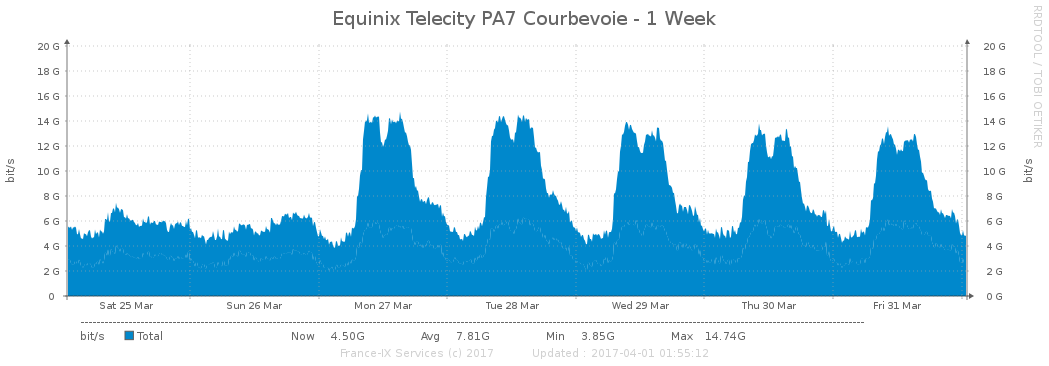 Equinix Telecity PA7 Courbevoie - 1 Week
RRDTOOL / TOBI OETIKER
bit/s
20 G
18 G
16 G
14 G
12 G
10 G
8 G
6 G
4 G
2 G
0
20 G
18 G
16 G
14 G
12 G
10 G
8 G
6 G
4 G
2 G
0 G
bit/s
Sat 25 Mar Sun 26 Mar Mon 27 Mar Tue 28 Mar Wed 29 Mar Thu 30 Mar Fri 31 Mar
bit/s Total Now 4.50G Avg 7.81G Min 3.85G Max 14.74G
France-IX Services (c) 2017 Updated : 2017-04-01 01:55:12